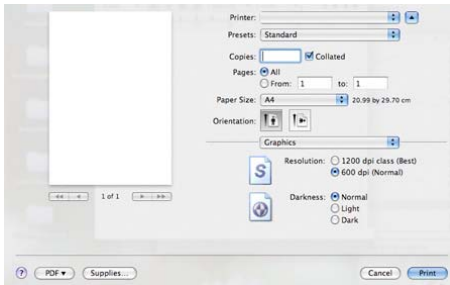 Printer:
Presets: Standard
Copies: Collated
Pages: All
From: 1 to: 1
Paper Size: A4 20.99 by 29.70 cm
Orientation:
Graphics
Resolution: 1200 dpi class (Best)
600 dpi (Normal)
1 of 1
Darkness: Normal
Light
Dark
? PDF Supplies... Cancel Print